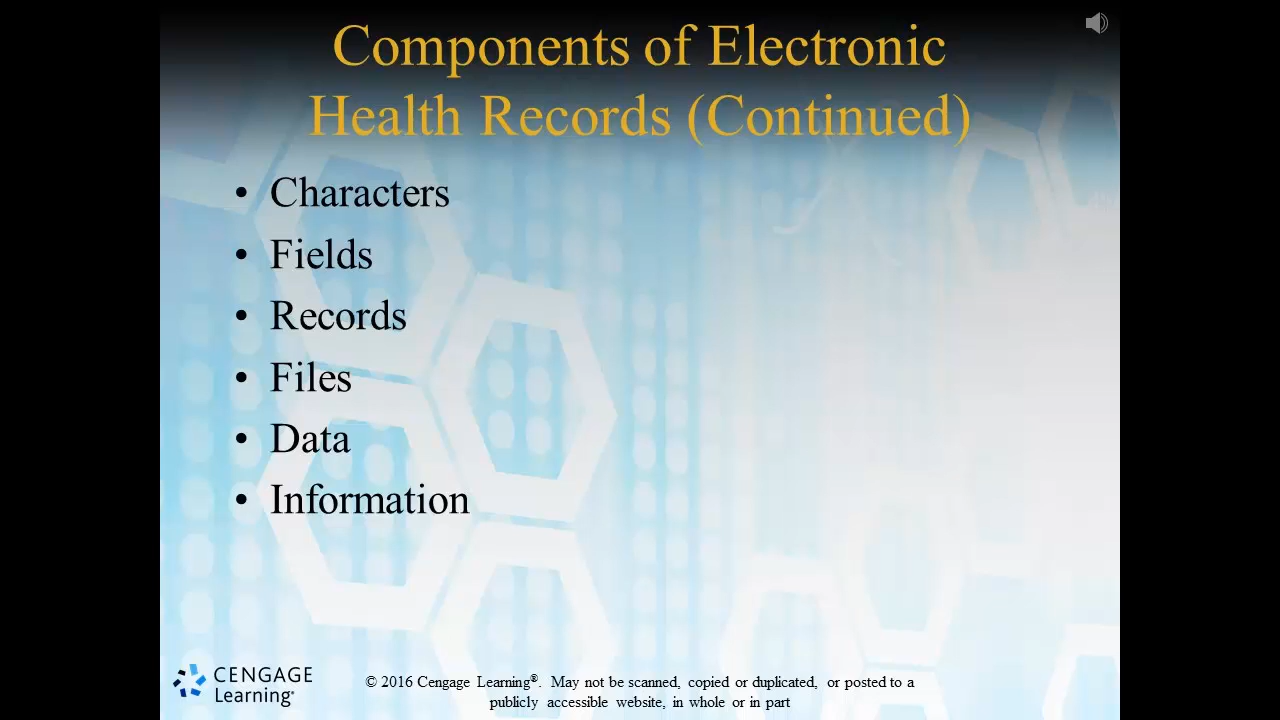 Components of Electronic
Health Records (Continued)
• Characters
• Fields
• Records
• Files
• Data
• Information
CENGAGE
Learning®
© 2016 Cengage Learning®. May not be scanned, copied or duplicated, or posted to a
publicly accessible website, in whole or in part